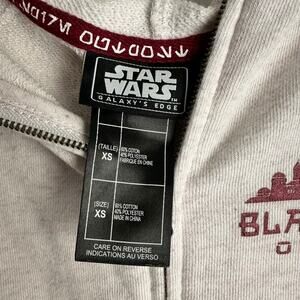 STAR
WARS
GALAXY'S EDGE
(TAILLE)
XS
60% COTON
40% POLYESTER
FABRIQUE EN CHINE
(SIZE)
XS
60% COTTON
40% POLYESTER
MADE IN CHINA
CARE ON REVERSE
INDICATIONS AU VERSO
BLA
O